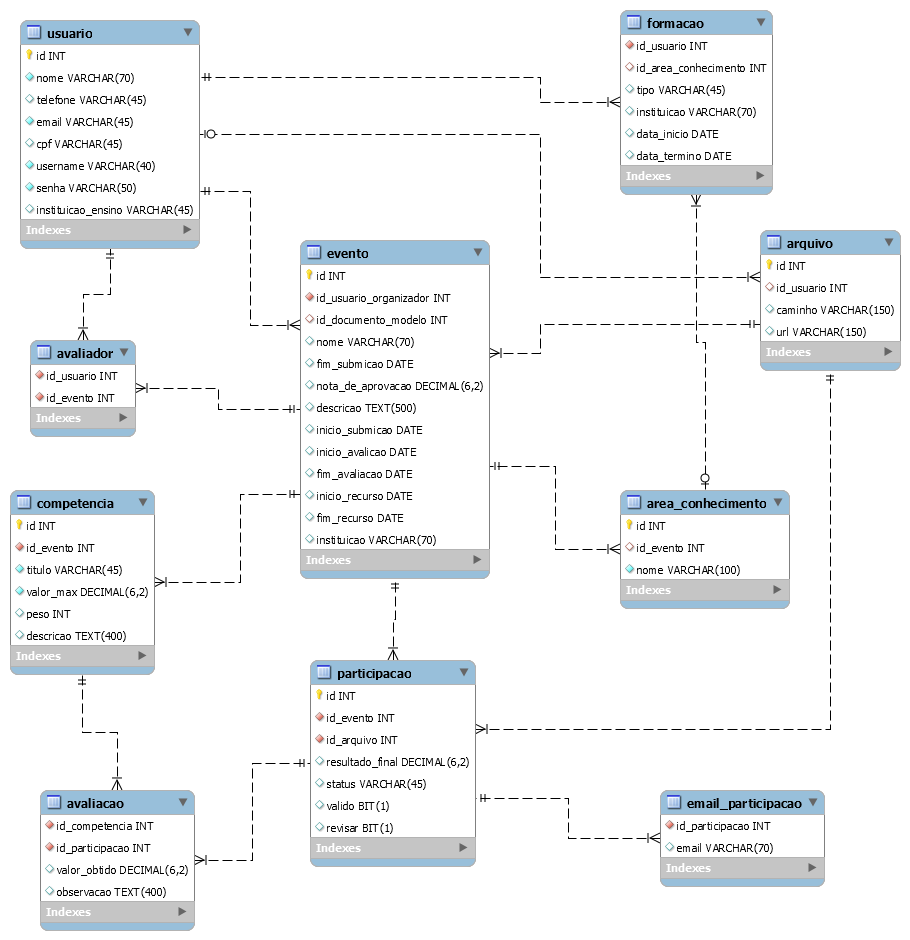 usuario
id INT
nome VARCHAR(70)
telefone VARCHAR(45)
email VARCHAR(45)
cpf VARCHAR(45)
username VARCHAR(40)
senha VARCHAR(50)
instituicao_ensino VARCHAR(45)
Indexes
formacao
id_usuario INT
id_area_conhecimento INT
tipo VARCHAR(45)
instituicao VARCHAR(70)
data_inicio DATE
data_termino DATE
Indexes
arquivo
id INT
id_usuario INT
caminho VARCHAR(150)
url VARCHAR(150)
Indexes
evento
id INT
id_usuario_organizador INT
id_documento_modelo INT
nome VARCHAR(70)
fim_submicao DATE
nota_de_aprovacao DECIMAL(6,2)
descricao TEXT(500)
inicio_submicao DATE
inicio_avalicao DATE
fim_avaliacao DATE
inicio_recurso DATE
fim_recurso DATE
instituicao VARCHAR(70)
Indexes
avaliador
id_usuario INT
id_evento INT
Indexes
competencia
id INT
id_evento INT
titulo VARCHAR(45)
valor_max DECIMAL(6,2)
peso INT
descricao TEXT(400)
Indexes
area_conhecimento
id INT
id_evento INT
nome VARCHAR(100)
Indexes
participacao
id INT
id_evento INT
id_arquivo INT
resultado_final DECIMAL(6,2)
status VARCHAR(45)
valido BIT(1)
revisar BIT(1)
Indexes
avaliacao
id_competencia INT
id_participacao INT
valor_obtido DECIMAL(6,2)
observacao TEXT(400)
Indexes
email_participacao
id_participacao INT
email VARCHAR(70)
Indexes